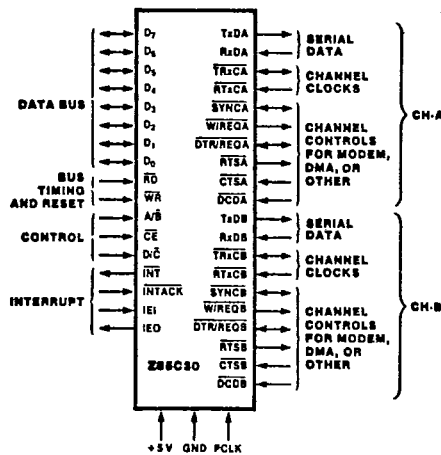 D7 TxDA
D6 RxDA
D5 TRxCA
D4 RTxCA
D3 SYNCA
D2 W/REQA
D1 DTR/REQA
D0 RTSA
RD CTSA
WR DCDA
A/B TxDB
CE RxDB
D/C TRxCB
INT RTxCB
INTACK SYNCB
IEI W/REQB
IEO DTR/REQB
RTSB
Z85C30 CTSB
DCDB
DATA BUS
BUS
TIMING
AND RESET
CONTROL
INTERRUPT
SERIAL
DATA
CHANNEL
CLOCKS
CHANNEL
CONTROLS
FOR MODEM,
DMA, OR
OTHER
CH-A
SERIAL
DATA
CHANNEL
CLOCKS
CHANNEL
CONTROLS
FOR MODEM,
DMA, OR
OTHER
CH-B
+5V GND PCLK